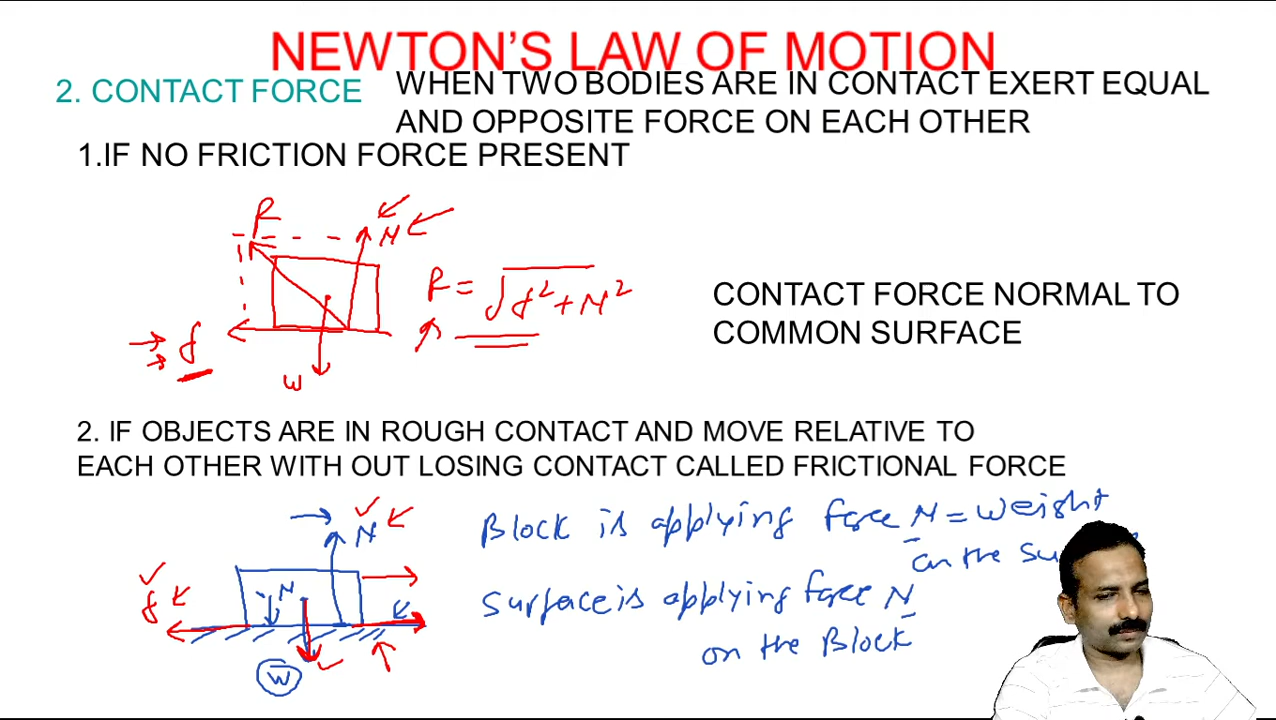 NEWTON'S LAW OF MOTION
2. CONTACT FORCE
WHEN TWO BODIES ARE IN CONTACT EXERT EQUAL
AND OPPOSITE FORCE ON EACH OTHER
1.IF NO FRICTION FORCE PRESENT
R
N
R = √f² + N²
f
W
CONTACT FORCE NORMAL TO
COMMON SURFACE
2. IF OBJECTS ARE IN ROUGH CONTACT AND MOVE RELATIVE TO
EACH OTHER WITH OUT LOSING CONTACT CALLED FRICTIONAL FORCE
N
Block is applying force N = weight
on the
f
N
Surface is applying force N
on the Block
W